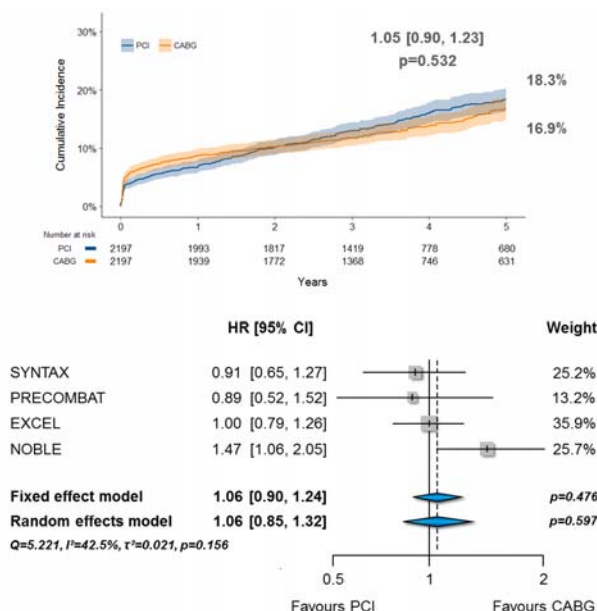 30%
PCI CABG
1.05 [0.90, 1.23]
p=0.532
20%
18.3%
16.9%
10%
0%
Cumulative Incidence
0 1 2 3 4 5
Number at risk
PCI 2197 1993 1817 1419 778 680
CABG 2197 1939 1772 1368 746 631
Years
HR [95% CI] Weight
SYNTAX 0.91 [0.65, 1.27] 25.2%
PRECOMBAT 0.89 [0.52, 1.52] 13.2%
EXCEL 1.00 [0.79, 1.26] 35.9%
NOBLE 1.47 [1.06, 2.05] 25.7%
Fixed effect model 1.06 [0.90, 1.24] p=0.476
Random effects model 1.06 [0.85, 1.32] p=0.597
Q=5.221, I²=42.5%, τ²=0.021, p=0.156
0.5 1 2
Favours PCI Favours CABG